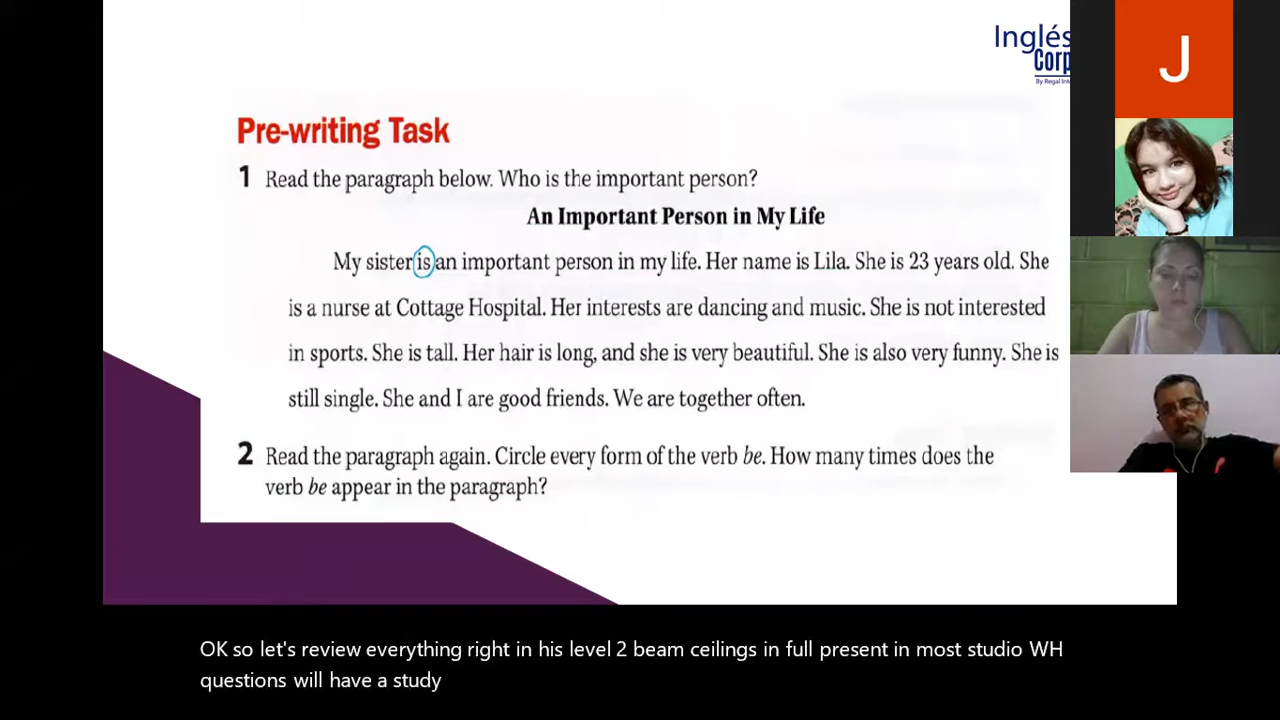 Inglés
Corp
By Regal Int
J
Pre-writing Task
1 Read the paragraph below. Who is the important person?
An Important Person in My Life
My sister is an important person in my life. Her name is Lila. She is 23 years old. She
is a nurse at Cottage Hospital. Her interests are dancing and music. She is not interested
in sports. She is tall. Her hair is long, and she is very beautiful. She is also very funny. She is
still single. She and I are good friends. We are together often.
2 Read the paragraph again. Circle every form of the verb be. How many times does the
verb be appear in the paragraph?
OK so let's review everything right in his level 2 beam ceilings in full present in most studio WH
questions will have a study